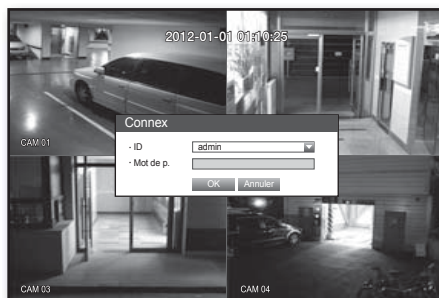 2012-01-01 01:10:25
Connex
CAM 01
- ID
admin
- Mot de p.
OK
Annuler
CAM 03
CAM 04